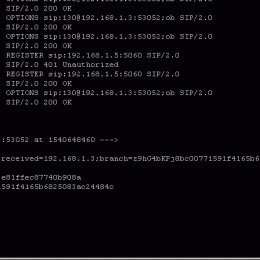 SIP/2.0 200 OK
OPTIONS sip:130@192.168.1.3:53052;ob SIP/2.0
SIP/2.0 200 OK
OPTIONS sip:130@192.168.1.3:53052;ob SIP/2.0
SIP/2.0 200 OK
REGISTER sip:192.168.1.5:5060 SIP/2.0
SIP/2.0 401 Unauthorized
REGISTER sip:192.168.1.5:5060 SIP/2.0
SIP/2.0 200 OK
OPTIONS sip:130@192.168.1.3:53052;ob SIP/2.0
SIP/2.0 200 OK
:53052 at 1540648460 --->
received=192.168.1.3;branch=z9hG4bKPj8bc00771591f4165b6
e81ffec87740b908a
591f4165b6825083ac24484c